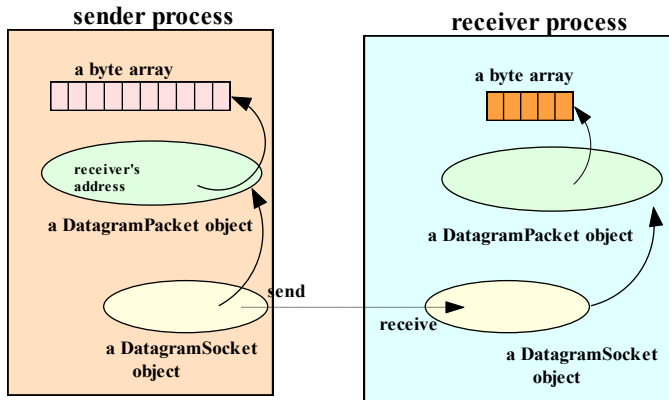 sender process
a byte array
receiver's
address
a DatagramPacket object
send
a DatagramSocket
object
receiver process
a byte array
a DatagramPacket object
receive
a DatagramSocket
object